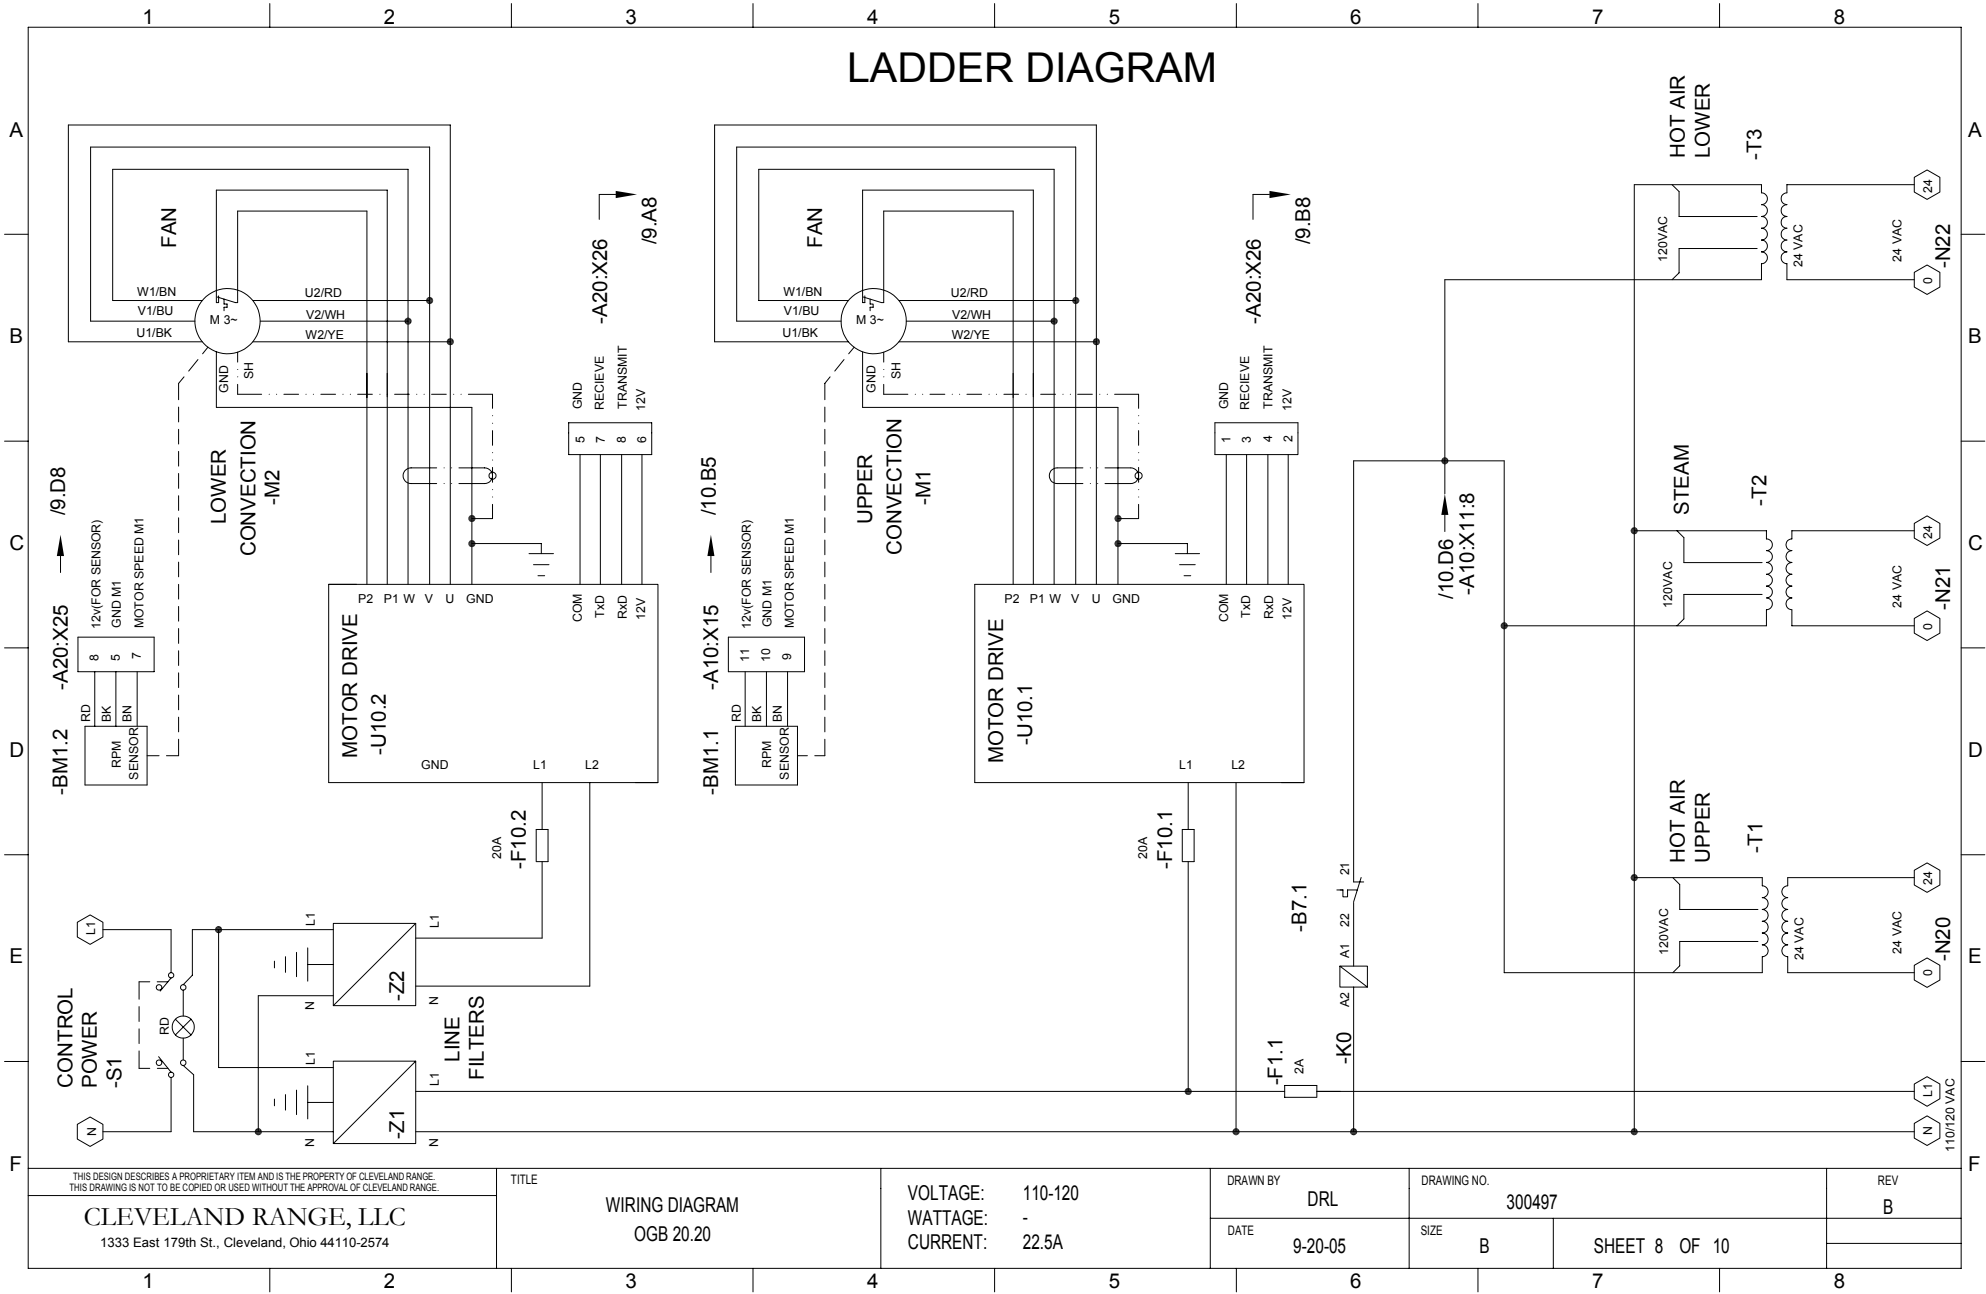 1 2 3 4 5 6 7 8
LADDER DIAGRAM
A
B
C
D
E
F
A
B
C
D
E
F
FAN
W1/BN
V1/BU
U1/BK
M 3~
U2/RD
V2/WH
W2/YE
GND
SH
LOWER
CONVECTION
-M2
-A20:X26
/9.A8
GND
RECIEVE
TRANSMIT
12V
5 7 8 6
/9.D8
-A20:X25
12v(FOR SENSOR)
GND M1
MOTOR SPEED M1
8 5 7
RD
BK
BN
-BM1.2
RPM
SENSOR
P2 P1 W V U GND
COM
TxD
RxD
12V
MOTOR DRIVE
-U10.2
GND
L1
L2
20A
-F10.2
FAN
W1/BN
V1/BU
U1/BK
M 3~
U2/RD
V2/WH
W2/YE
GND
SH
UPPER
CONVECTION
-M1
-A20:X26
/9.B8
GND
RECIEVE
TRANSMIT
12V
1 3 4 2
/10.B5
-A10:X15
12v(FOR SENSOR)
GND M1
MOTOR SPEED M1
11 10 9
RD
BK
BN
-BM1.1
RPM
SENSOR
P2 P1 W V U GND
COM
TxD
RxD
12V
MOTOR DRIVE
-U10.1
L1
L2
20A
-F10.1
HOT AIR
LOWER
-T3
120VAC
24 VAC
24 VAC
24
0
-N22
/10.D6
-A10:X11:8
STEAM
-T2
120VAC
24 VAC
24
0
-N21
HOT AIR
UPPER
-T1
120VAC
24 VAC
24 VAC
24
0
-N20
-B7.1
21
22
A1
A2
-K0
-F1.1
2A
L1
CONTROL
POWER
-S1
RD
N
L1
N
-Z2
L1
N
LINE
FILTERS
L1
N
-Z1
L1
N
L1
N
110/120 VAC
THIS DESIGN DESCRIBES A PROPRIETARY ITEM AND IS THE PROPERTY OF CLEVELAND RANGE.
THIS DRAWING IS NOT TO BE COPIED OR USED WITHOUT THE APPROVAL OF CLEVELAND RANGE.
CLEVELAND RANGE, LLC
1333 East 179th St., Cleveland, Ohio 44110-2574
TITLE
WIRING DIAGRAM
OGB 20.20
VOLTAGE: 110-120
WATTAGE: -
CURRENT: 22.5A
DRAWN BY
DRL
DATE
9-20-05
DRAWING NO.
300497
SIZE
B
SHEET 8 OF 10
REV
B
1 2 3 4 5 6 7 8